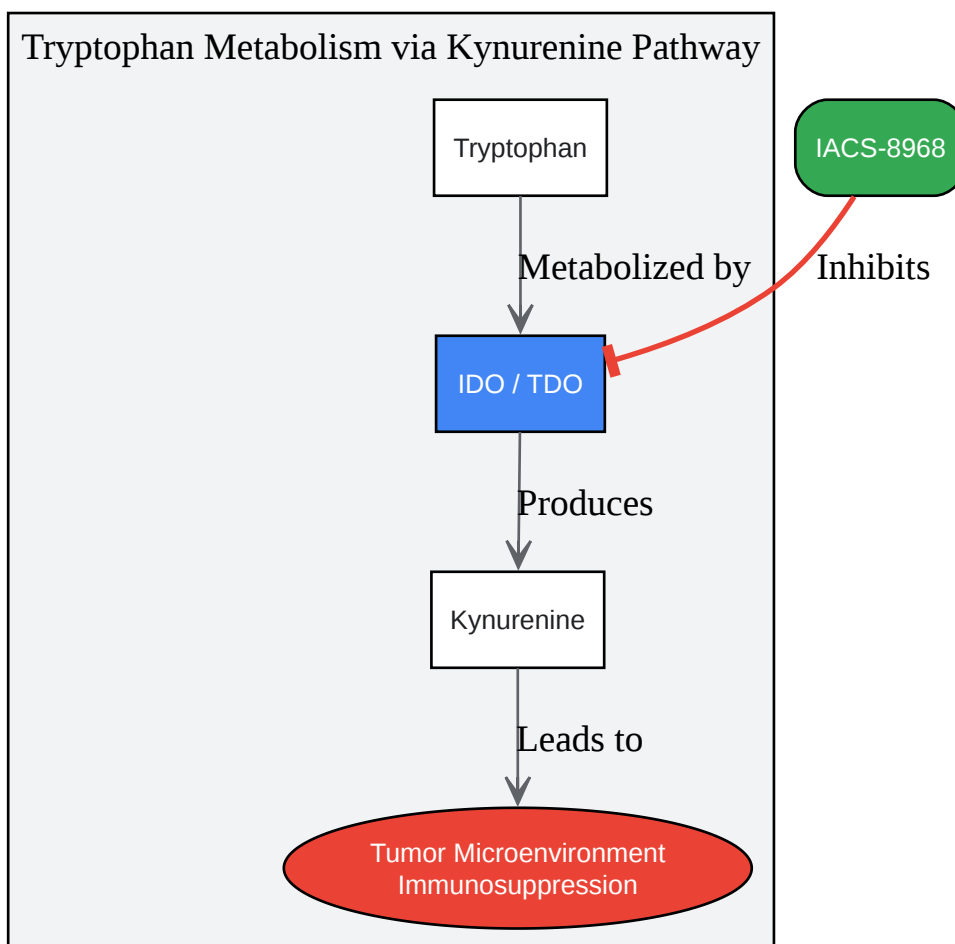 Tryptophan Metabolism via Kynurenine Pathway
Tryptophan
IACS-8968
Metabolized by
Inhibits
IDO / TDO
Produces
Kynurenine
Leads to
Tumor Microenvironment
Immunosuppression